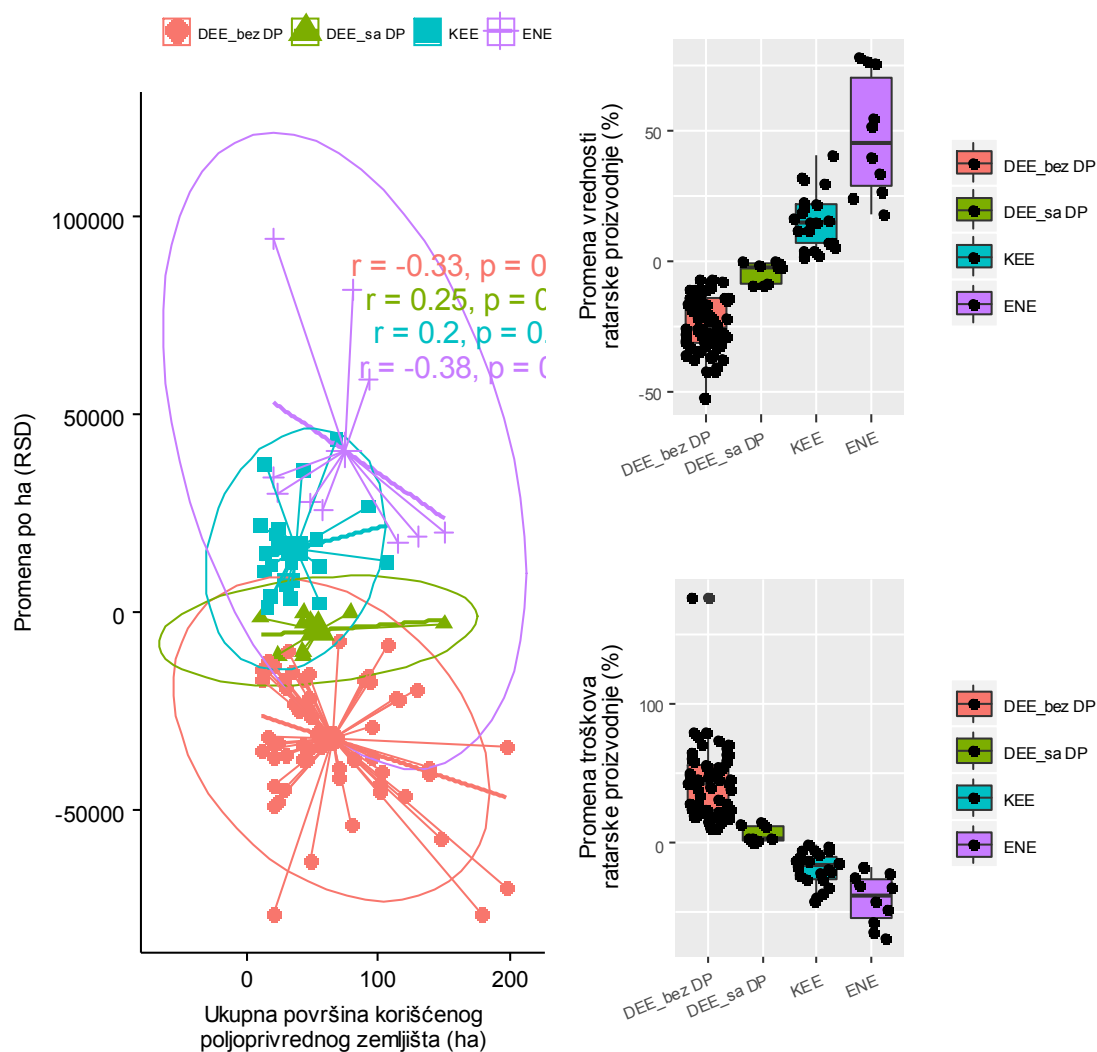 DEE_bez DP DEE_sa DP KEE ENE
Promena po ha (RSD)
100000
50000
0
-50000
r = -0.33, p = 0
r = 0.25, p = 0
r = 0.2, p = 0.
r = -0.38, p = 0
0 100 200
Ukupna površina korišćenog
poljoprivrednog zemljišta (ha)
Promena vrednosti
ratarske proizvodnje (%)
50
0
-50
DEE_bez DP DEE_sa DP KEE ENE
DEE_bez DP
DEE_sa DP
KEE
ENE
Promena troškova
ratarske proizvodnje (%)
100
0
DEE_bez DP DEE_sa DP KEE ENE
DEE_bez DP
DEE_sa DP
KEE
ENE